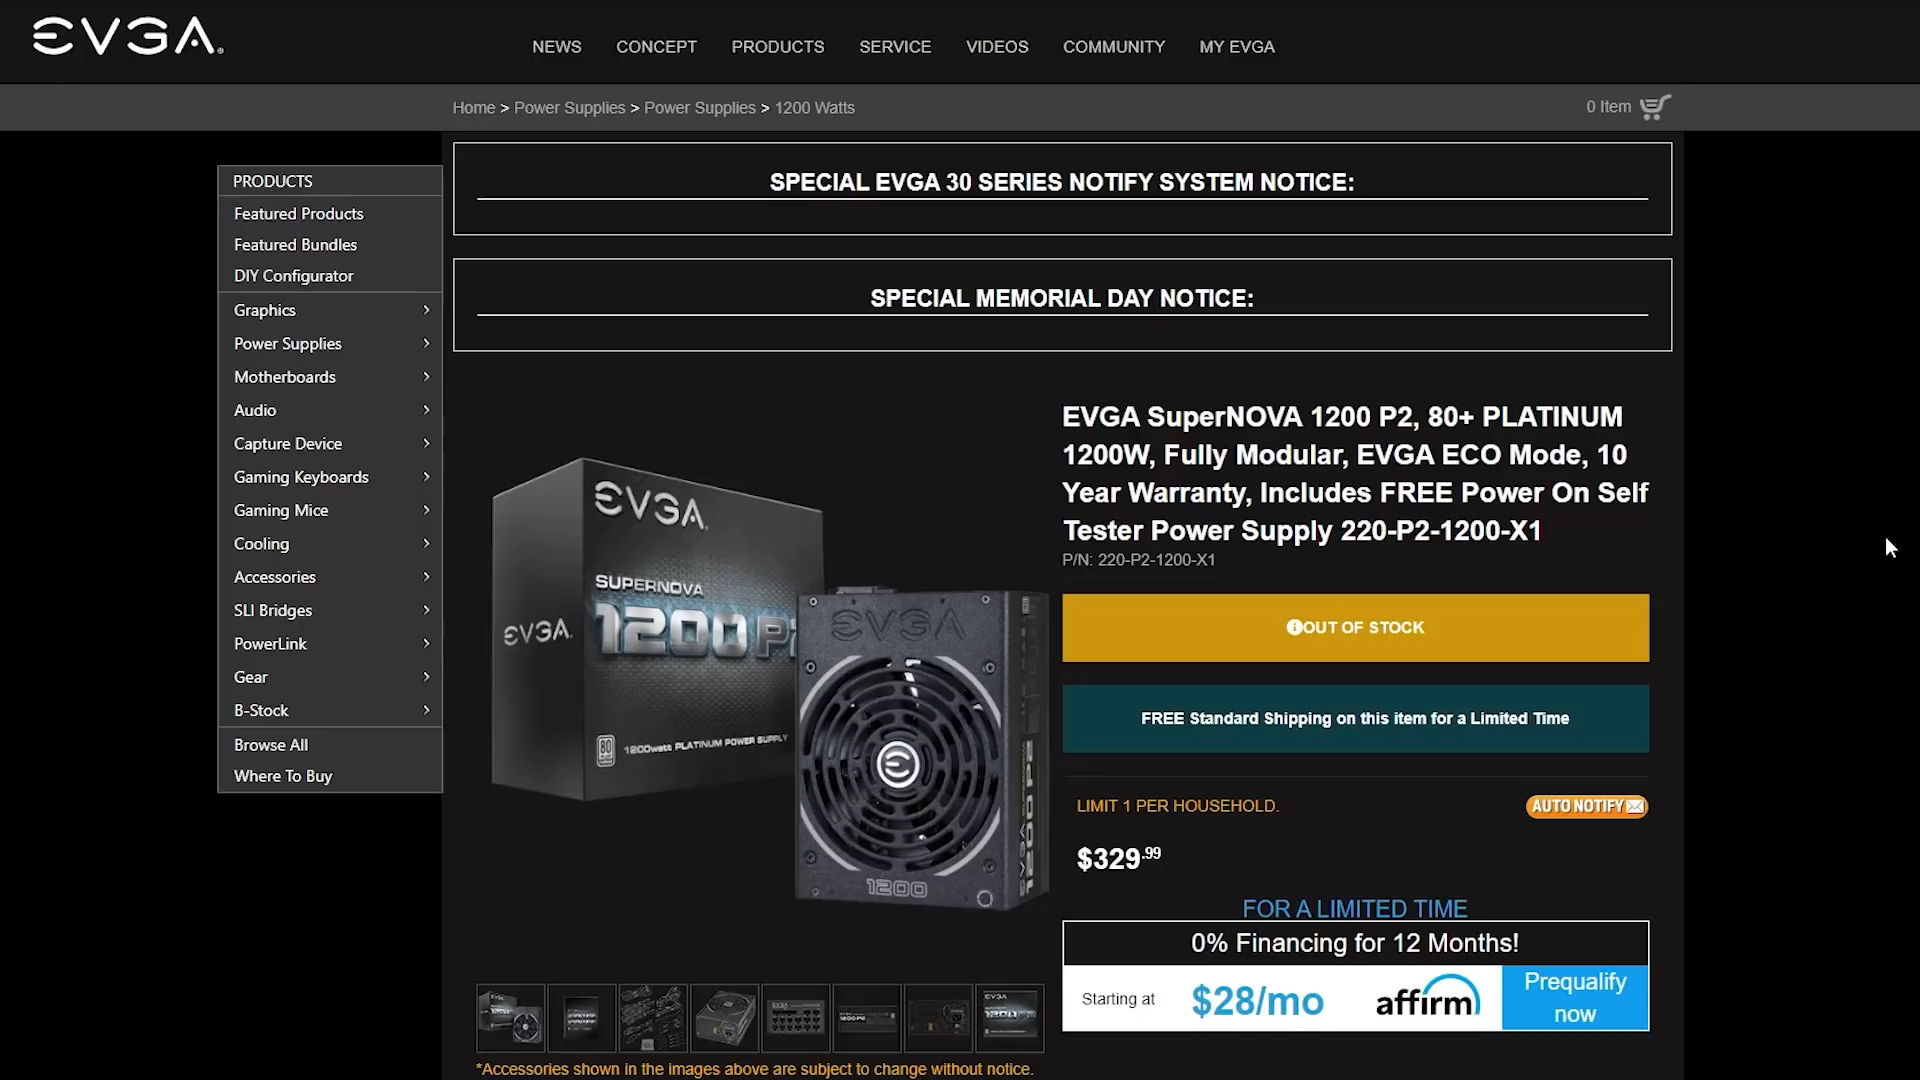 EVGA
NEWS CONCEPT PRODUCTS SERVICE VIDEOS COMMUNITY MY EVGA
Home > Power Supplies > Power Supplies > 1200 Watts
0 Item
PRODUCTS
Featured Products
Featured Bundles
DIY Configurator
Graphics
Power Supplies
Motherboards
Audio
Capture Device
Gaming Keyboards
Gaming Mice
Cooling
Accessories
SLI Bridges
PowerLink
Gear
B-Stock
Browse All
Where To Buy
SPECIAL EVGA 30 SERIES NOTIFY SYSTEM NOTICE:
SPECIAL MEMORIAL DAY NOTICE:
EVGA
SUPERNOVA
1200 P2
EVGA.
80
1200watt PLATINUM POWER SUPPLY
EVGA
1200
EVGA 1200 P2
EVGA SuperNOVA 1200 P2, 80+ PLATINUM
1200W, Fully Modular, EVGA ECO Mode, 10
Year Warranty, Includes FREE Power On Self
Tester Power Supply 220-P2-1200-X1
P/N: 220-P2-1200-X1
OUT OF STOCK
FREE Standard Shipping on this item for a Limited Time
LIMIT 1 PER HOUSEHOLD.
AUTO NOTIFY
$329.99
FOR A LIMITED TIME
0% Financing for 12 Months!
Starting at $28/mo affirm
Prequalify
now
*Accessories shown in the images above are subject to change without notice.